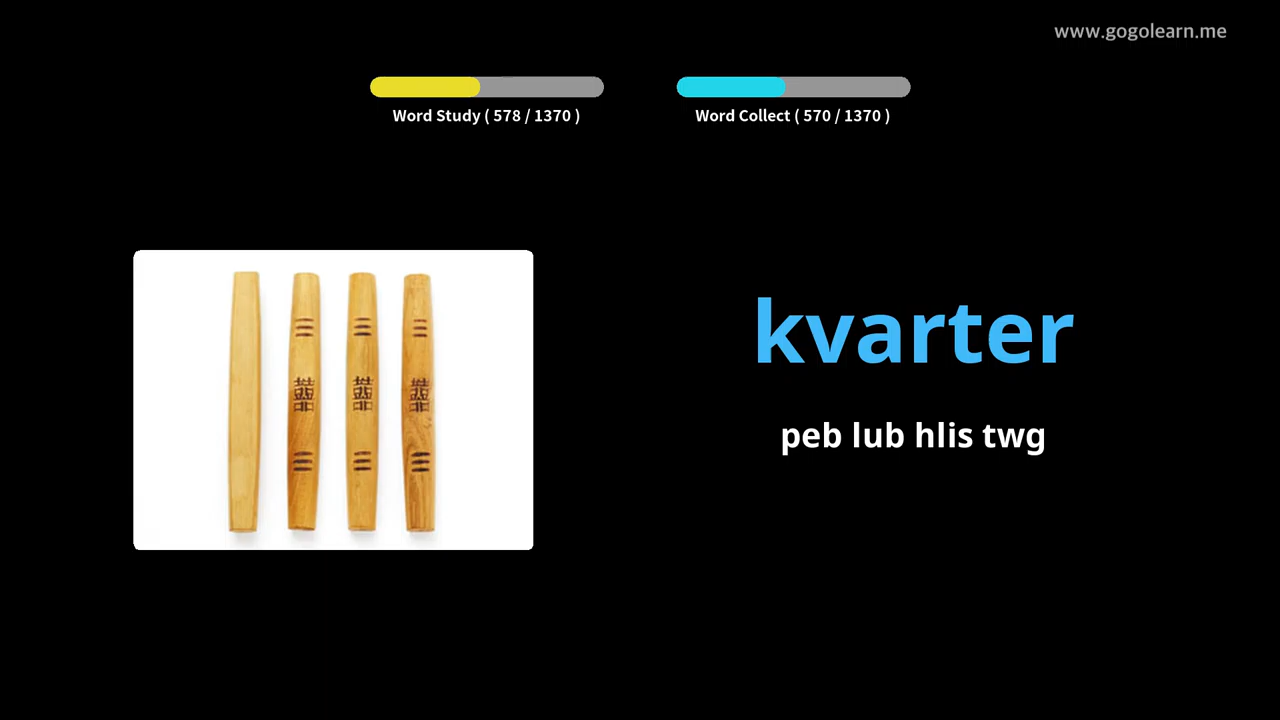 www.gogolearn.me
Word Study ( 578 / 1370 )
Word Collect ( 570 / 1370 )
kvarter
peb lub hlis twg